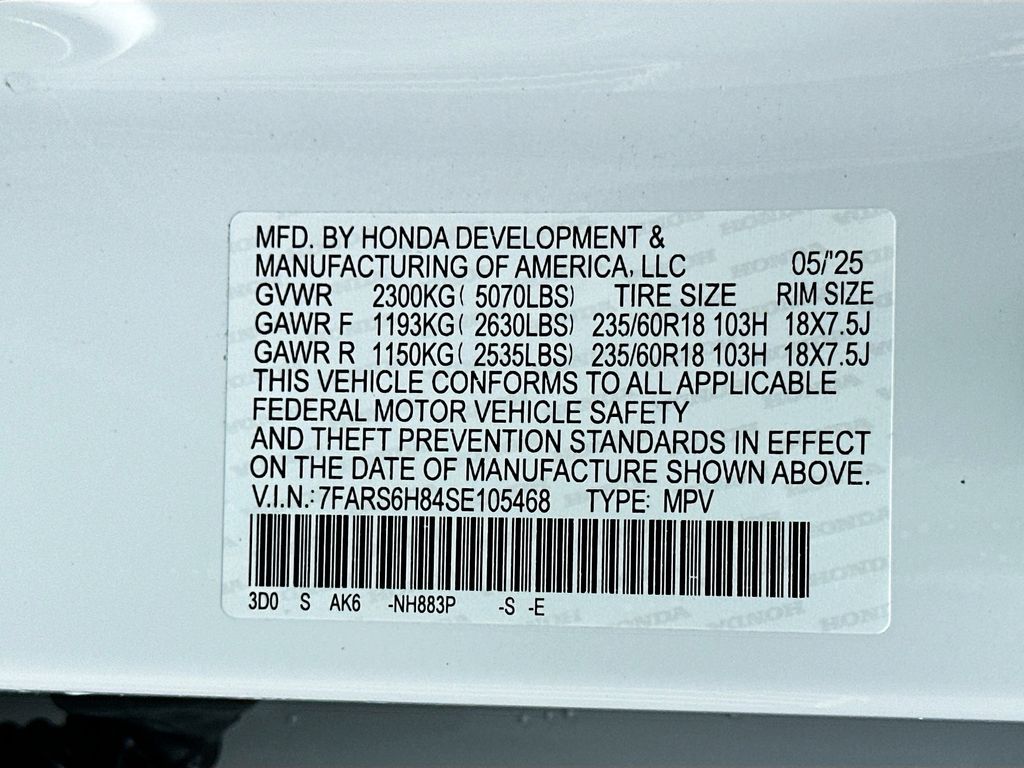 MFD. BY HONDA DEVELOPMENT &
MANUFACTURING OF AMERICA, LLC 05/'25
GVWR 2300KG( 5070LBS) TIRE SIZE RIM SIZE
GAWR F 1193KG( 2630LBS) 235/60R18 103H 18X7.5J
GAWR R 1150KG( 2535LBS) 235/60R18 103H 18X7.5J
THIS VEHICLE CONFORMS TO ALL APPLICABLE
FEDERAL MOTOR VEHICLE SAFETY
AND THEFT PREVENTION STANDARDS IN EFFECT
ON THE DATE OF MANUFACTURE SHOWN ABOVE.
V.I.N.: 7FARS6H84SE105468 TYPE: MPV
3D0 S AK6 -NH883P -S -E